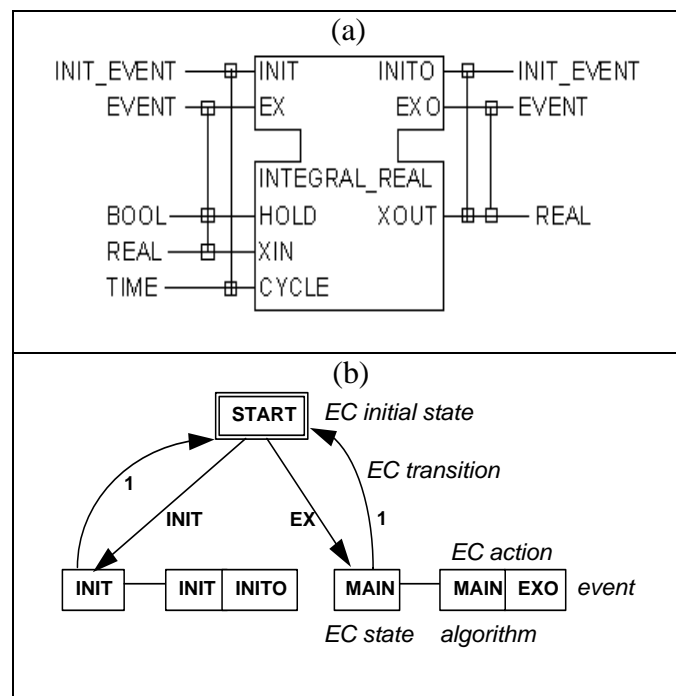 (a)
INIT_EVENT INIT INITO INIT_EVENT
EVENT EX EXO EVENT
INTEGRAL_REAL
BOOL HOLD XOUT REAL
REAL XIN
TIME CYCLE
(b)
START EC initial state
EC transition
1 INIT EX 1
EC action
INIT INIT INITO MAIN MAIN EXO event
EC state algorithm